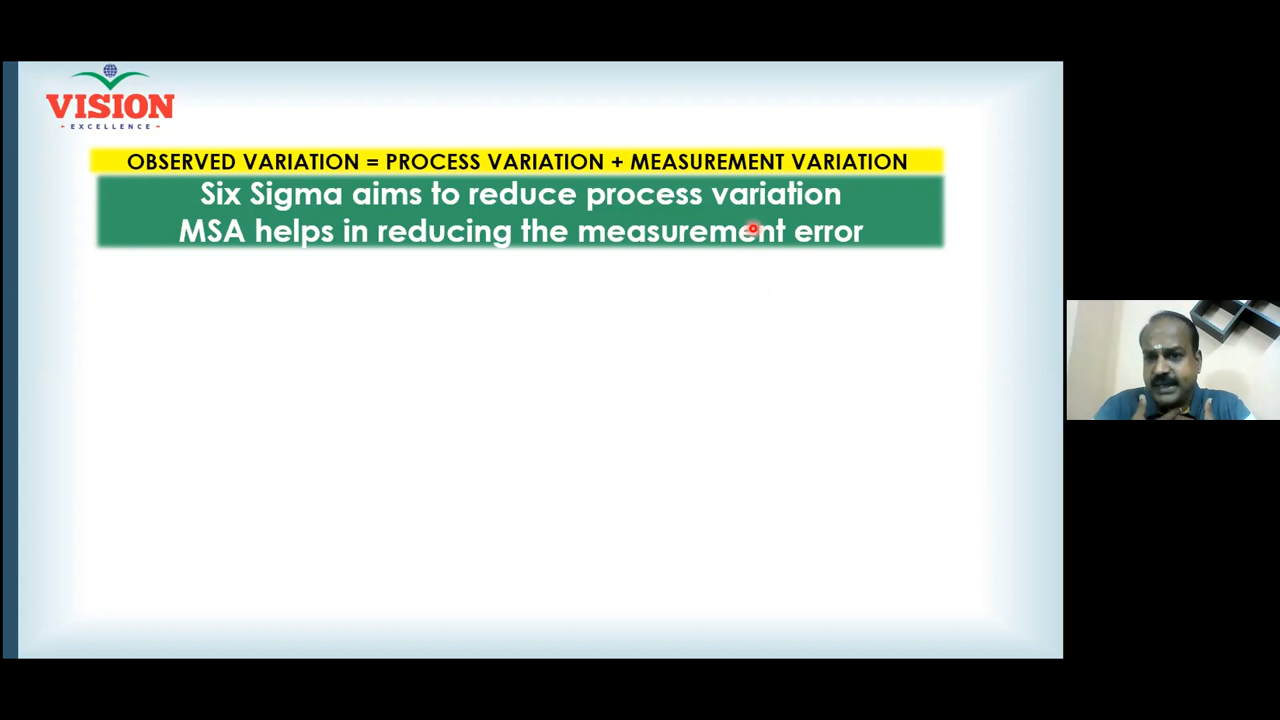 VISION
- EXCELLENCE -
OBSERVED VARIATION = PROCESS VARIATION + MEASUREMENT VARIATION
Six Sigma aims to reduce process variation
MSA helps in reducing the measurement error